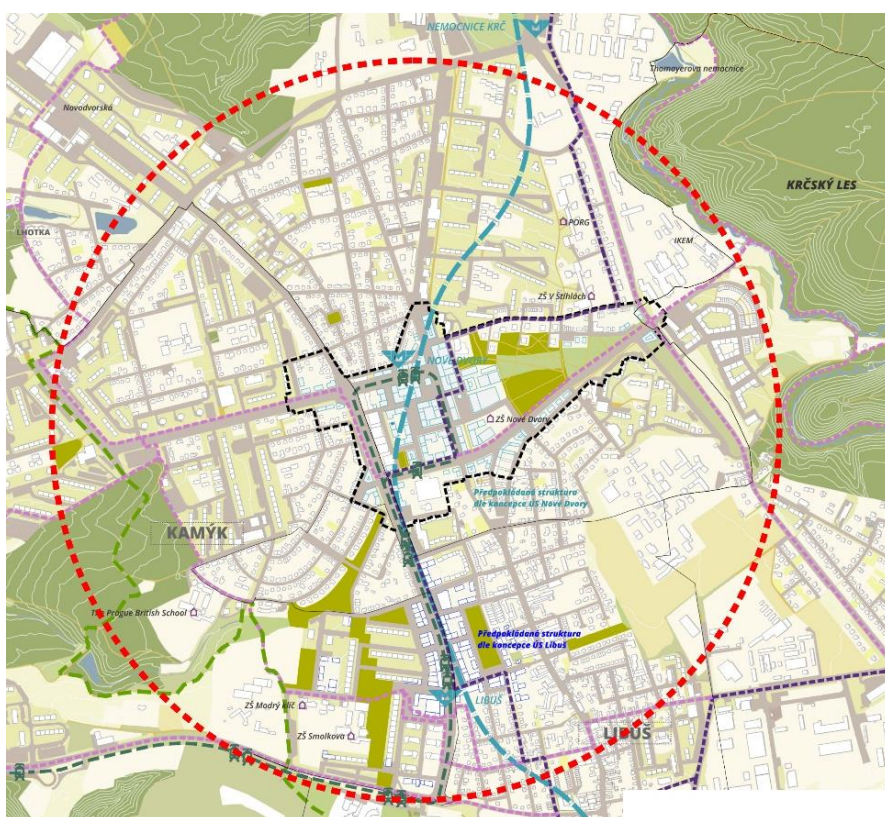 NEMOCNICE KRČ
Thomayerova nemocnice
Novodvorská
KRČSKÝ LES
PORG
LHOTKA
IKEM
ZŠ V Štíhlách
NOVÉ DVORY
ZŠ Nové Dvory
Předpokládaná struktura
dle koncepce ÚS Nové Dvory
KAMÝK
The Prague British School
Předpokládaná struktura
dle koncepce ÚS Libuš
ZŠ Modrý klíč
LIBUŠ
ZŠ Smolkova
LIBUŠ